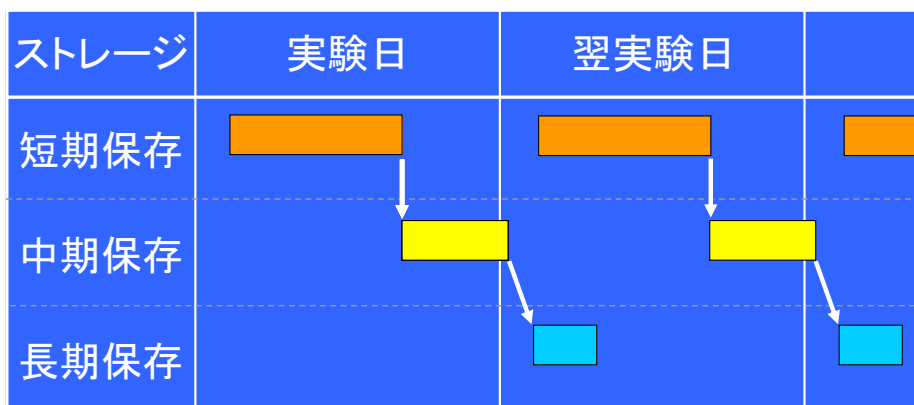 ストレージ
実験日
翌実験日
短期保存
中期保存
長期保存